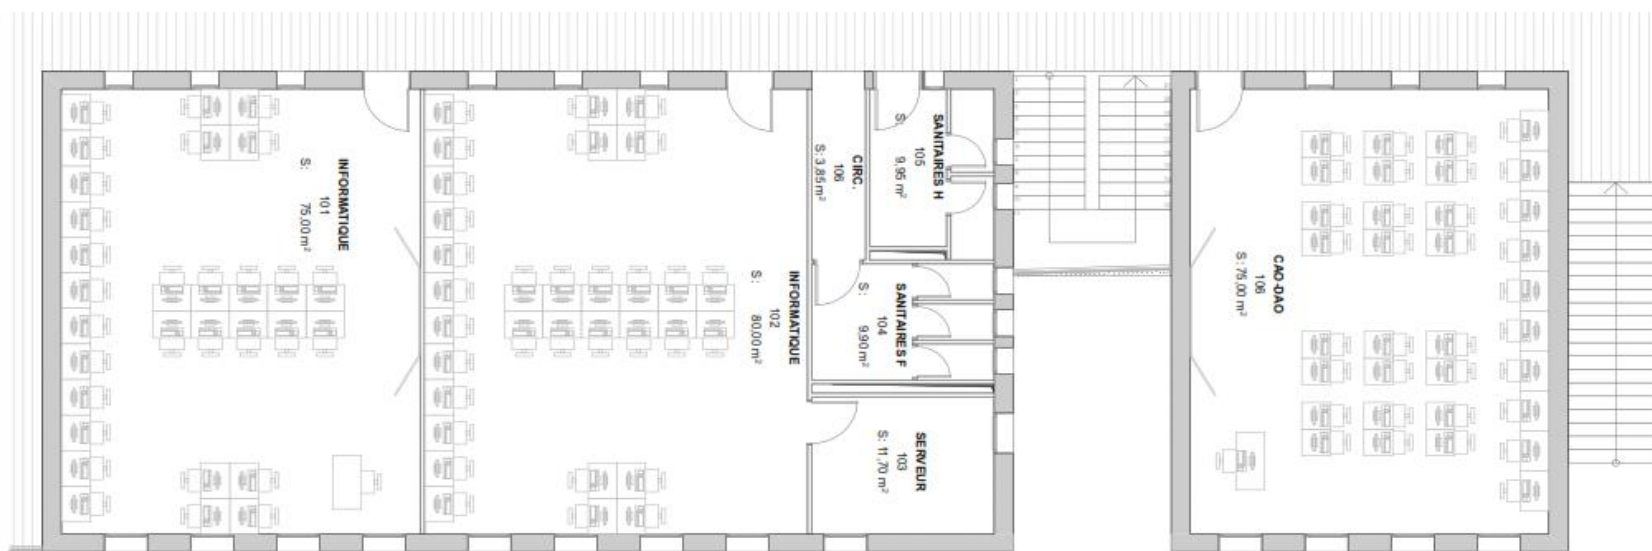 INFORMATIQUE
101
S: 75,00 m²
INFORMATIQUE
102
S: 80,00 m²
CIRC.
106
S: 3,85 m²
SANITAIRES H
105
S: 9,95 m²
SANITAIRES F
104
S: 9,90 m²
SERVEUR
103
S: 11,70 m²
CAO-DAO
106
S: 75,00 m²